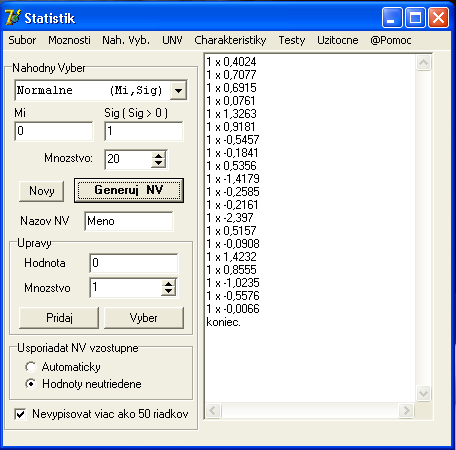 Statistik
Subor Moznosti Nah. Vyb. UNV Charakteristiky Testy Uzitocne @Pomoc
Nahodny Vyber
Normalne (Mi,Sig)
Mi Sig ( Sig > 0 )
0 1
Mnozstvo: 20
Novy Generuj NV
Nazov NV Meno
Upravy
Hodnota 0
Mnozstvo 1
Pridaj Vyber
Usporiadat NV vzostupne
Automaticky
Hodnoty neutriedene
Nevypisovat viac ako 50 riadkov
1 x 0,4024
1 x 0,7077
1 x 0,6915
1 x 0,0761
1 x 1,3263
1 x 0,9181
1 x -0,5457
1 x -0,1841
1 x 0,5356
1 x -1,4179
1 x -0,2585
1 x -0,2161
1 x -2,397
1 x 0,5157
1 x -0,0908
1 x 1,4232
1 x 0,8555
1 x -1,0235
1 x -0,5576
1 x -0,0066
koniec.